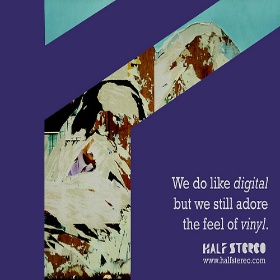 We do like digital
but we still adore
the feel of vinyl.
HALF STEREO
www.halfstereo.com